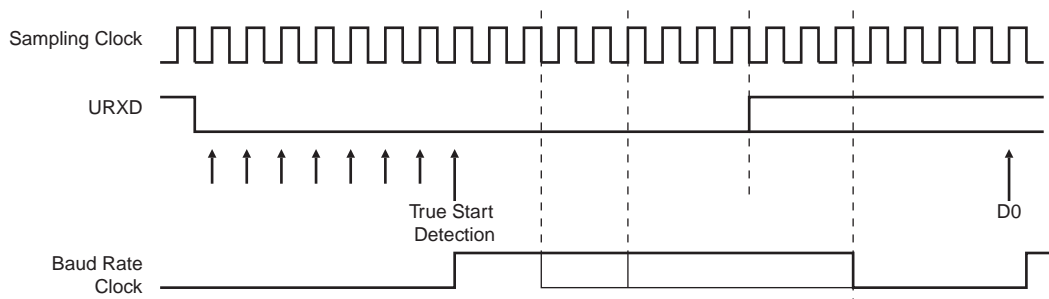 Sampling Clock
URXD
True Start
Detection
D0
Baud Rate
Clock